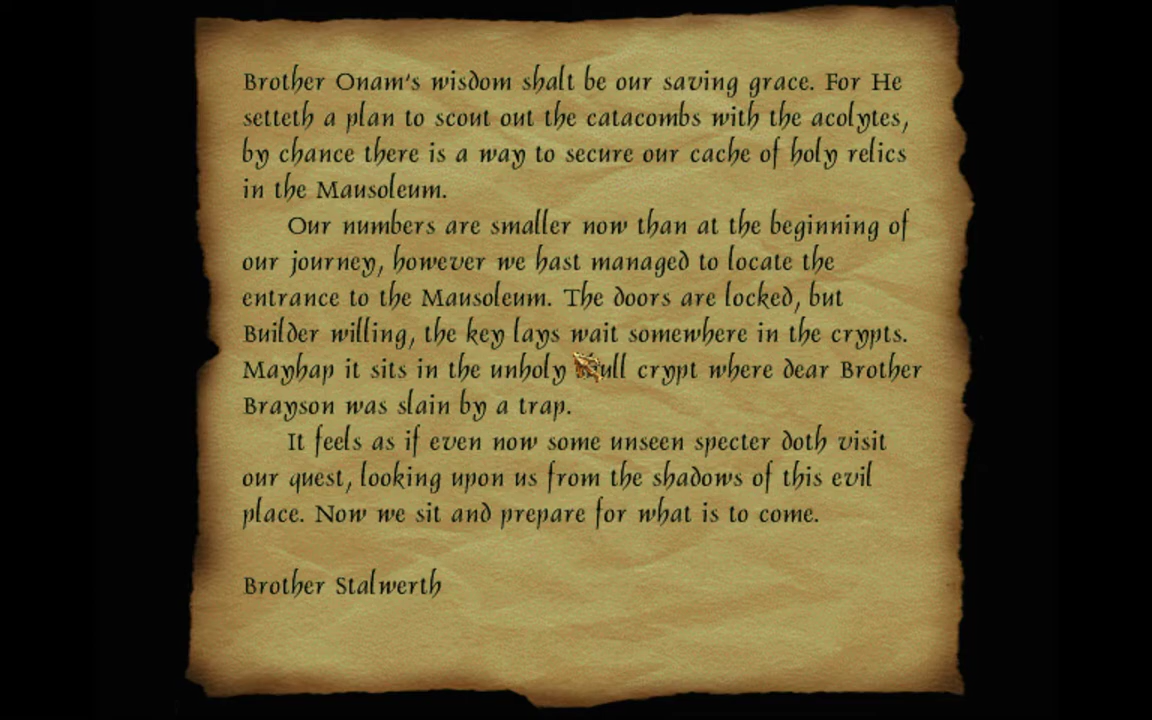 Brother Onam's wisdom shalt be our saving grace. For He
setteth a plan to scout out the catacombs with the acolytes,
by chance there is a way to secure our cache of holy relics
in the Mausoleum.
Our numbers are smaller now than at the beginning of
our journey, however we hast managed to locate the
entrance to the Mausoleum. The doors are locked, but
Builder willing, the key lays wait somewhere in the crypts.
Mayhap it sits in the unholy crypt where dear Brother
Brayson was slain by a trap.
It feels as if even now some unseen specter doth visit
our quest, looking upon us from the shadows of this evil
place. Now we sit and prepare for what is to come.
Brother Stalwerth